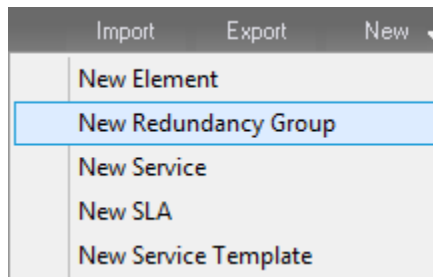 Import Export New
New Element
New Redundancy Group
New Service
New SLA
New Service Template